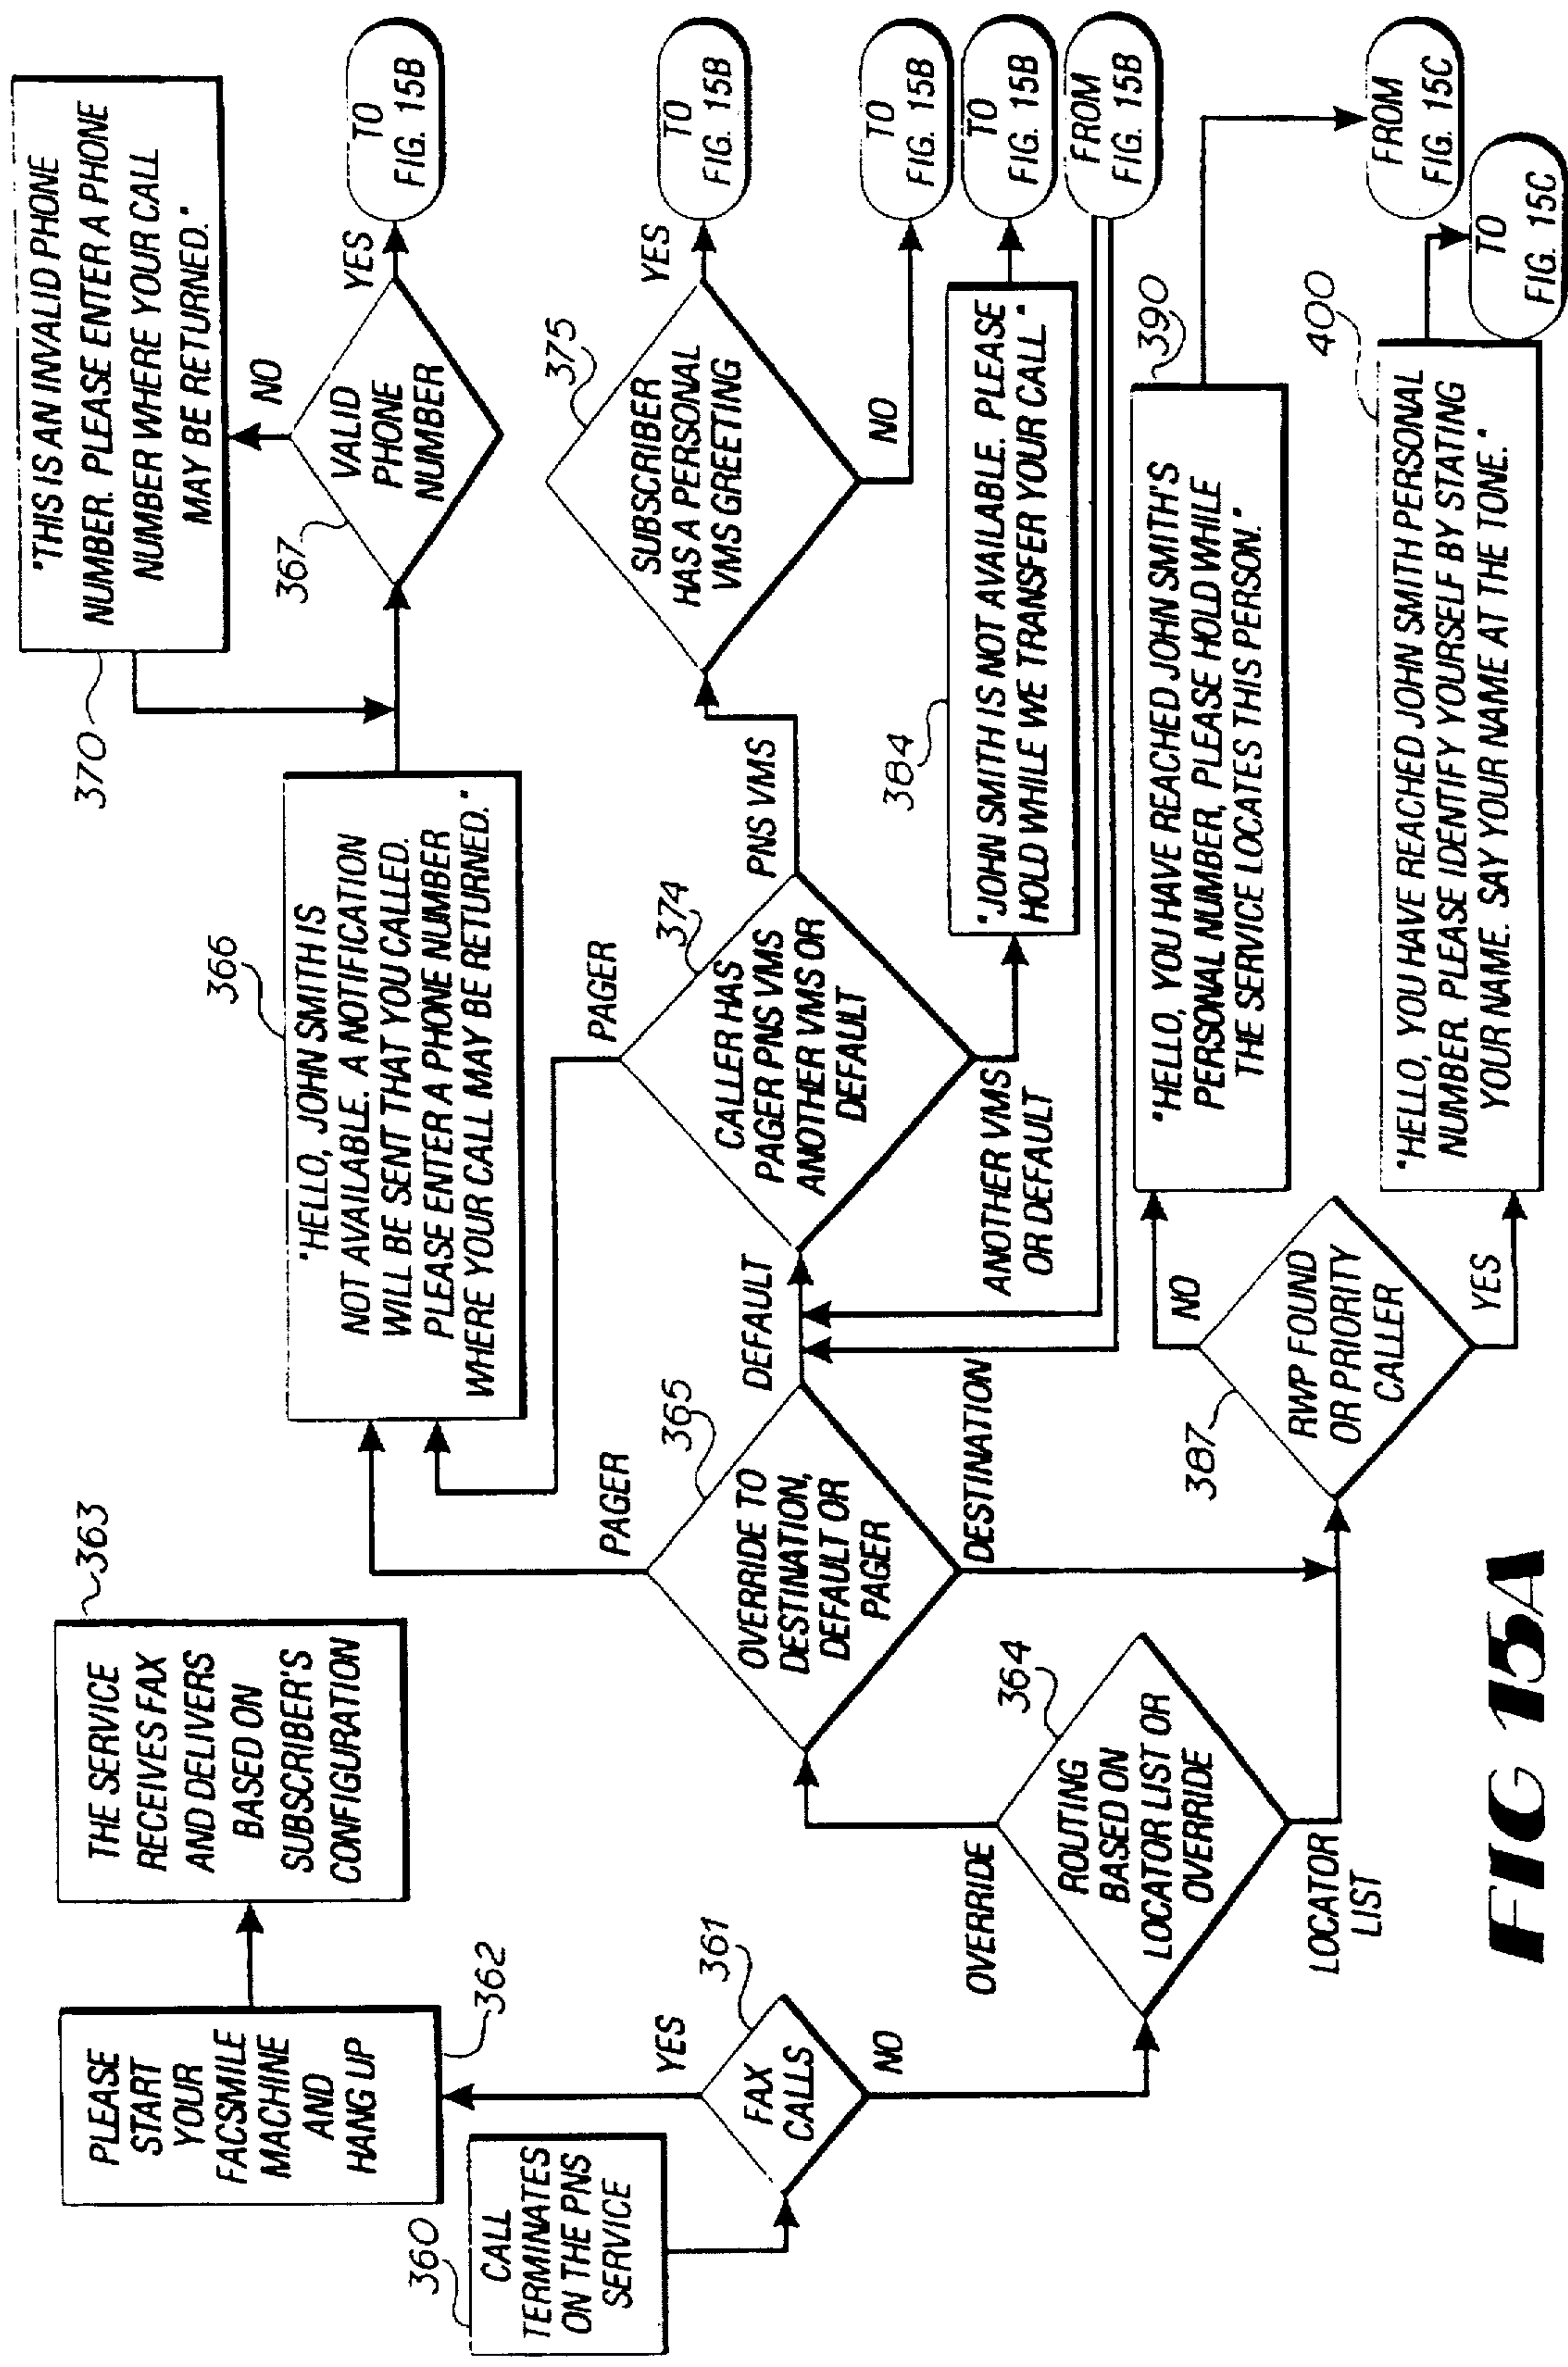 360
CALL
TERMINATES
ON THE PNS
SERVICE
361
FAX
CALLS
YES
NO
362
PLEASE
START
YOUR
FACSMILE
MACHINE
AND
HANG UP
363
THE SERVICE
RECEIVES FAX
AND DELIVERS
BASED ON
SUBSCRIBER'S
CONFIGURATION
364
ROUTING
BASED ON
LOCATOR LIST OR
OVERRIDE
OVERRIDE
LOCATOR
LIST
365
OVERRIDE TO
DESTINATION,
DEFAULT OR
PAGER
PAGER
DEFAULT
DESTINATION
366
"HELLO, JOHN SMITH IS
NOT AVAILABLE. A NOTIFICATION
WILL BE SENT THAT YOU CALLED.
PLEASE ENTER A PHONE NUMBER
WHERE YOUR CALL MAY BE RETURNED."
367
VALID
PHONE
NUMBER
NO
YES
370
"THIS IS AN INVALID PHONE
NUMBER. PLEASE ENTER A PHONE
NUMBER WHERE YOUR CALL
MAY BE RETURNED."
TO
FIG. 15B
374
CALLER HAS
PAGER PNS VMS
ANOTHER VMS OR
DEFAULT
PAGER
PNS VMS
ANOTHER VMS
OR DEFAULT
375
SUBSCRIBER
HAS A PERSONAL
VMS GREETING
YES
NO
TO
FIG. 15B
TO
FIG. 15B
384
"JOHN SMITH IS NOT AVAILABLE. PLEASE
HOLD WHILE WE TRANSFER YOUR CALL"
TO
FIG. 15B
FROM
FIG. 15B
387
RWP FOUND
OR PRIORITY
CALLER
NO
YES
390
"HELLO, YOU HAVE REACHED JOHN SMITH'S
PERSONAL NUMBER, PLEASE HOLD WHILE
THE SERVICE LOCATES THIS PERSON."
FROM
FIG. 15C
400
"HELLO, YOU HAVE REACHED JOHN SMITH PERSONAL
NUMBER. PLEASE IDENTIFY YOURSELF BY STATING
YOUR NAME. SAY YOUR NAME AT THE TONE."
TO
FIG. 15C
FIG 15A